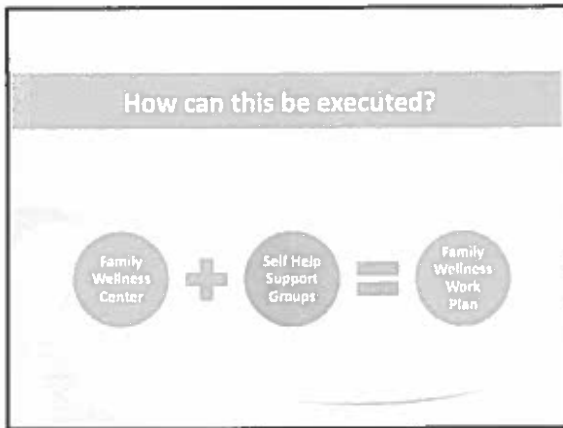 How can this be executed?
Family
Wellness
Center
+
Self Help
Support
Groups
=
Family
Wellness
Work
Plan